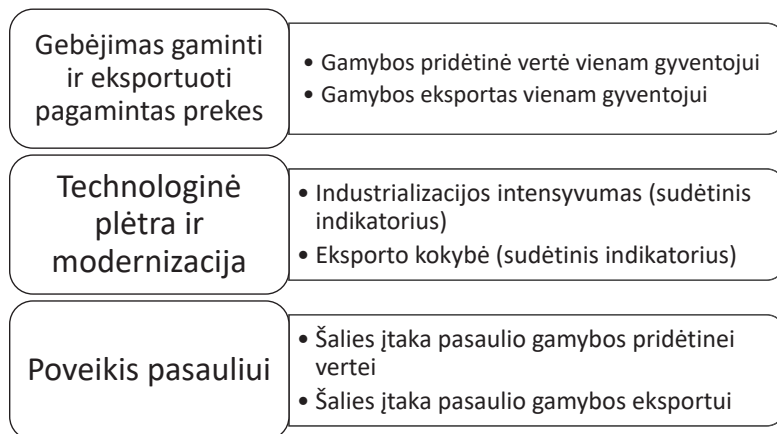 Gebėjimas gaminti
ir eksportuoti
pagamintas prekes
• Gamybos pridėtinė vertė vienam gyventojui
• Gamybos eksportas vienam gyventojui
Technologinė
plėtra ir
modernizacija
• Industrializacijos intensyvumas (sudėtinis
indikatorius)
• Eksporto kokybė (sudėtinis indikatorius)
Poveikis pasauliui
• Šalies įtaka pasaulio gamybos pridėtinei
vertei
• Šalies įtaka pasaulio gamybos eksportui